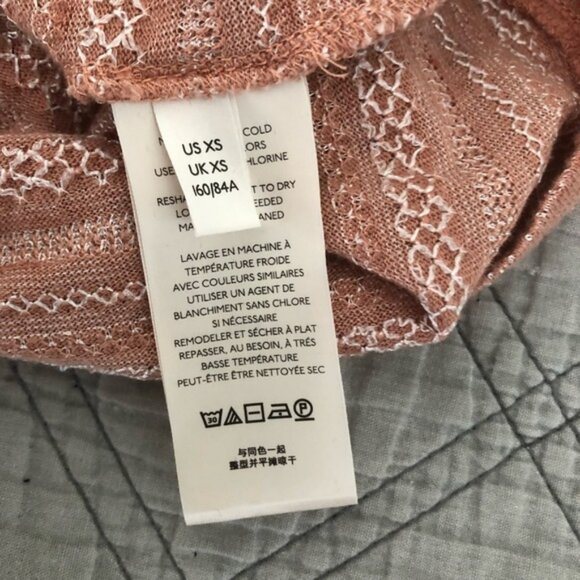 US XS
UK XS
160/84A
COLD
ORS
USE
HLORINE
RESHA
T TO DRY
LO
EEDED
MA
ANED
LAVAGE EN MACHINE À
TEMPÉRATURE FROIDE
AVEC COULEURS SIMILAIRES
UTILISER UN AGENT DE
BLANCHIMENT SANS CHLORE
SI NÉCESSAIRE
REMODELER ET SÉCHER À PLAT
REPASSER, AU BESOIN, À TRÈS
BASSE TEMPÉRATURE
PEUT-ÊTRE ÊTRE NETTOYÉE SEC
30
P
与同色一起
整型并平摊晾干